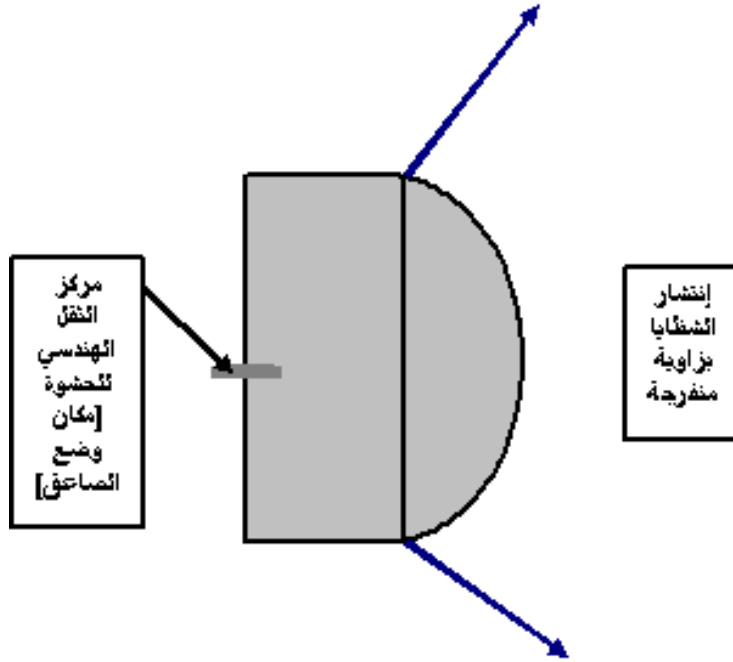 إنتشار
الشظايا
بزاوية
منفرجة
مركز
الثقل
الهندسي
للحشوة
[مكان
وضع
الصاعق]